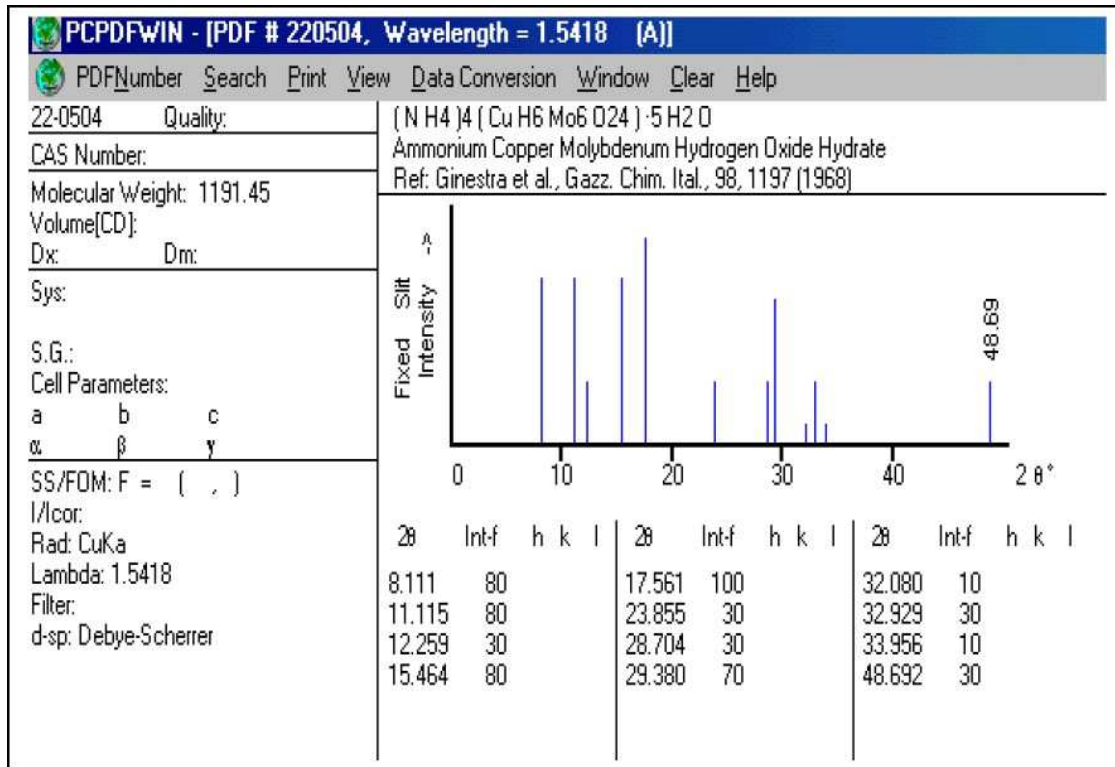 PCPDFWIN - [PDF # 220504, Wavelength = 1.5418 (A)]
PDFNumber Search Print View Data Conversion Window Clear Help
22-0504 Quality:
CAS Number:
Molecular Weight: 1191.45
Volume[CD]:
Dx: Dm:
Sys:
S.G.:
Cell Parameters:
a b c
α β γ
SS/FOM: F = ( , )
I/Icor:
Rad: CuKa
Lambda: 1.5418
Filter:
d-sp: Debye-Scherrer
( N H4 )4 ( Cu H6 Mo6 O24 ) ·5 H2 O
Ammonium Copper Molybdenum Hydrogen Oxide Hydrate
Ref: Ginestra et al., Gazz. Chim. Ital., 98, 1197 (1968)
Fixed Slit
Intensity ->
48.69
0 10 20 30 40 2 θ °
2θ Int-f h k l 2θ Int-f h k l 2θ Int-f h k l
8.111 80 17.561 100 32.080 10
11.115 80 23.855 30 32.929 30
12.259 30 28.704 30 33.956 10
15.464 80 29.380 70 48.692 30